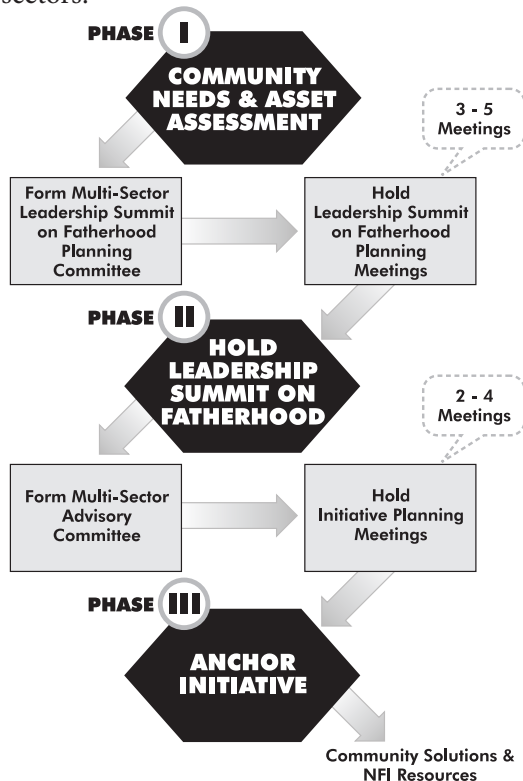 sectors.
PHASE I
COMMUNITY
NEEDS & ASSET
ASSESSMENT
3 - 5
Meetings
Form Multi-Sector
Leadership Summit
on Fatherhood
Planning
Committee
Hold
Leadership Summit
on Fatherhood
Planning
Meetings
PHASE II
HOLD
LEADERSHIP
SUMMIT ON
FATHERHOOD
2 - 4
Meetings
Form Multi-Sector
Advisory
Committee
Hold
Initiative Planning
Meetings
PHASE III
ANCHOR
INITIATIVE
Community Solutions &
NFI Resources